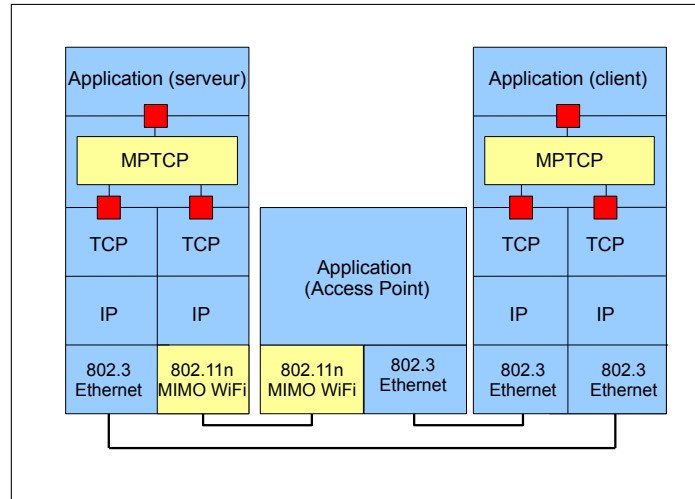 Application (serveur)
MPTCP
TCP
TCP
IP
IP
802.3
Ethernet
802.11n
MIMO WiFi
Application
(Access Point)
802.11n
MIMO WiFi
802.3
Ethernet
Application (client)
MPTCP
TCP
TCP
IP
IP
802.3
Ethernet
802.3
Ethernet